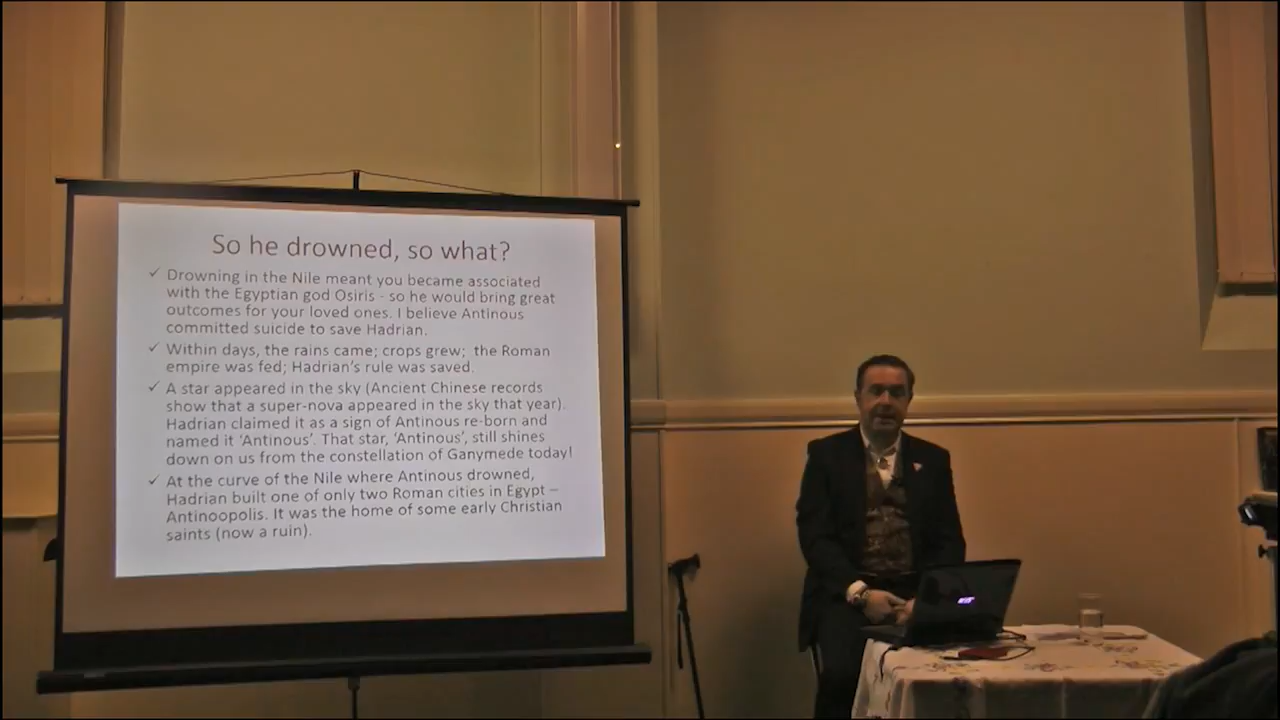 So he drowned, so what?
✓ Drowning in the Nile meant you became associated
with the Egyptian god Osiris - so he would bring great
outcomes for your loved ones. I believe Antinous
committed suicide to save Hadrian.
✓ Within days, the rains came; crops grew; the Roman
empire was fed; Hadrian's rule was saved.
✓ A star appeared in the sky (Ancient Chinese records
show that a super-nova appeared in the sky that year).
Hadrian claimed it as a sign of Antinous re-born and
named it 'Antinous'. That star, 'Antinous', still shines
down on us from the constellation of Ganymede today!
✓ At the curve of the Nile where Antinous drowned,
Hadrian built one of only two Roman cities in Egypt –
Antinoopolis. It was the home of some early Christian
saints (now a ruin).